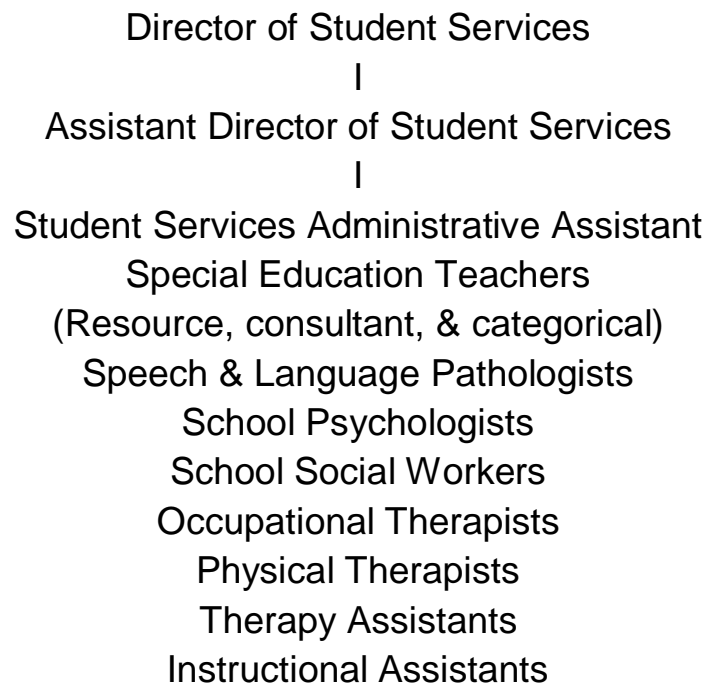 Director of Student Services
I
Assistant Director of Student Services
I
Student Services Administrative Assistant
Special Education Teachers
(Resource, consultant, & categorical)
Speech & Language Pathologists
School Psychologists
School Social Workers
Occupational Therapists
Physical Therapists
Therapy Assistants
Instructional Assistants